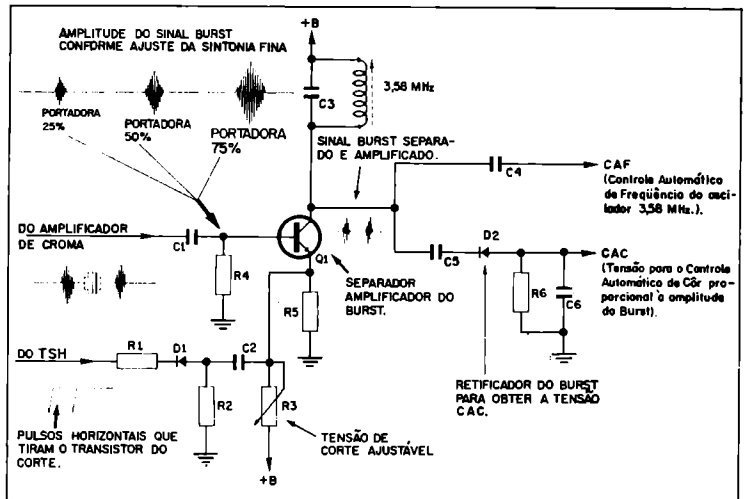 AMPLITUDE DO SINAL BURST
CONFORME AJUSTE DA SINTONIA FINA
+B
C3
3,58 MHz
PORTADORA
25%
PORTADORA
50%
PORTADORA
75%
SINAL BURST SEPARA-
DO E AMPLIFICADO.
C4
CAF
(Controle Automático
de Freqüência do osci-
lador 3,58 MHz.).
DO AMPLIFICADOR
DE CROMA
C1
R4
Q1
SEPARADOR
AMPLIFICADOR DO
BURST.
R5
C5
D2
R6
C6
CAC
(Tensão para o Controle
Automático de Côr pro-
porcional à amplitude
do Burst).
DO TSH
R1
D1
C2
R2
R3
RETIFICADOR DO BURST
PARA OBTER A TENSÃO
CAC.
PULSOS HORIZONTAIS QUE
TIRAM O TRANSISTOR DO
CORTE.
TENSÃO DE
CORTE AJUSTÁVEL
+B